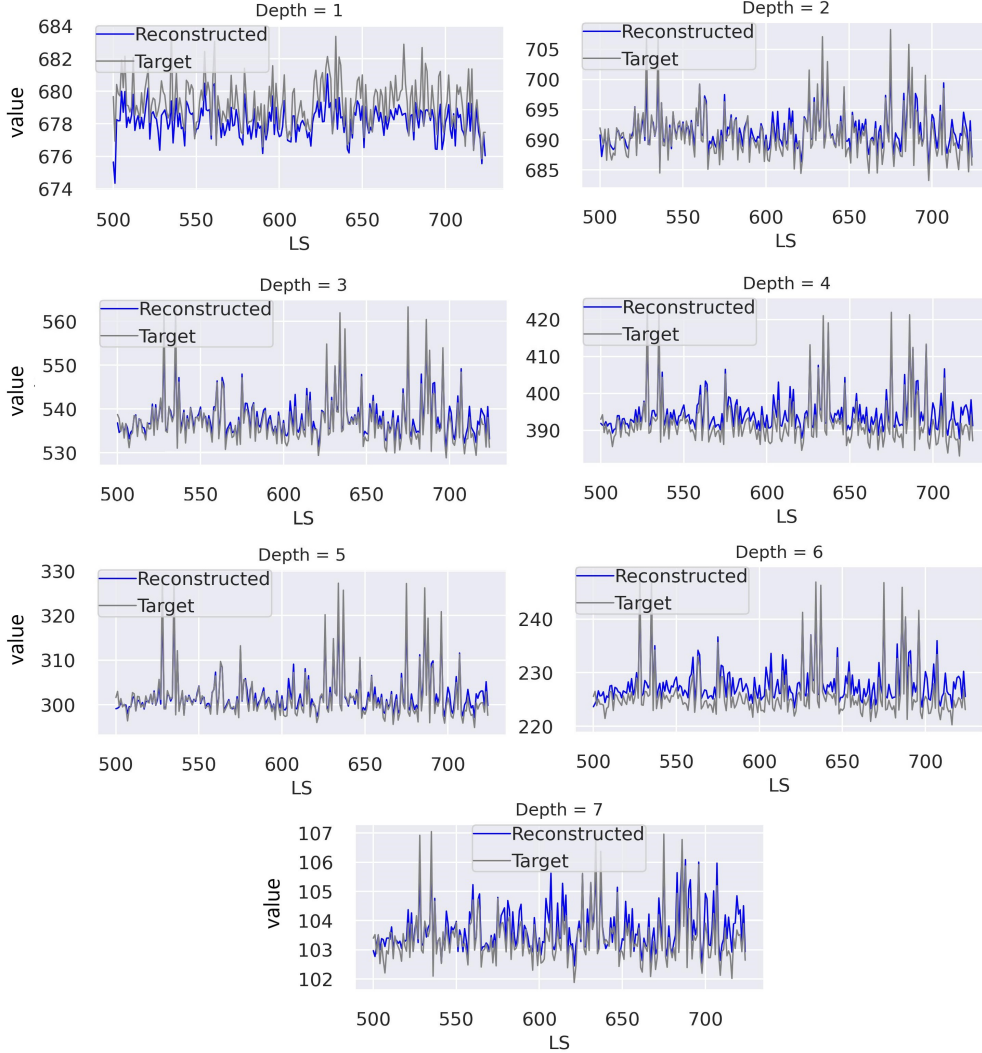 Depth = 1
Reconstructed
Target
684
682
680
678
676
674
value
500 550 600 650 700
LS
Depth = 2
Reconstructed
Target
705
700
695
690
685
500 550 600 650 700
LS
Depth = 3
Reconstructed
Target
560
550
540
530
value
500 550 600 650 700
LS
Depth = 4
Reconstructed
Target
420
410
400
390
500 550 600 650 700
LS
Depth = 5
Reconstructed
Target
330
320
310
300
value
500 550 600 650 700
LS
Depth = 6
Reconstructed
Target
240
230
220
500 550 600 650 700
LS
Depth = 7
Reconstructed
Target
107
106
105
104
103
102
value
500 550 600 650 700
LS